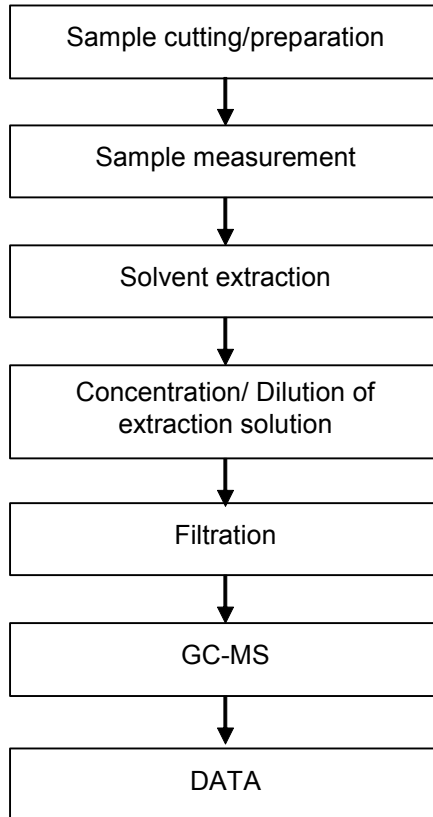 Sample cutting/preparation
Sample measurement
Solvent extraction
Concentration/ Dilution of
extraction solution
Filtration
GC-MS
DATA